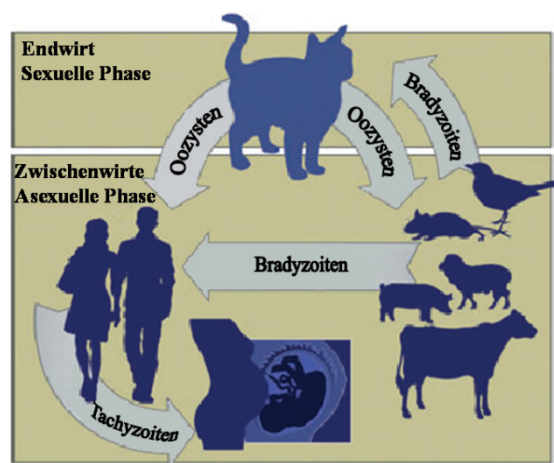 Endwirt
Sexuelle Phase
Oozysten
Oozysten
Bradyzoiten
Zwischenwirte
Asexuelle Phase
Bradyzoiten
Tachyzoiten